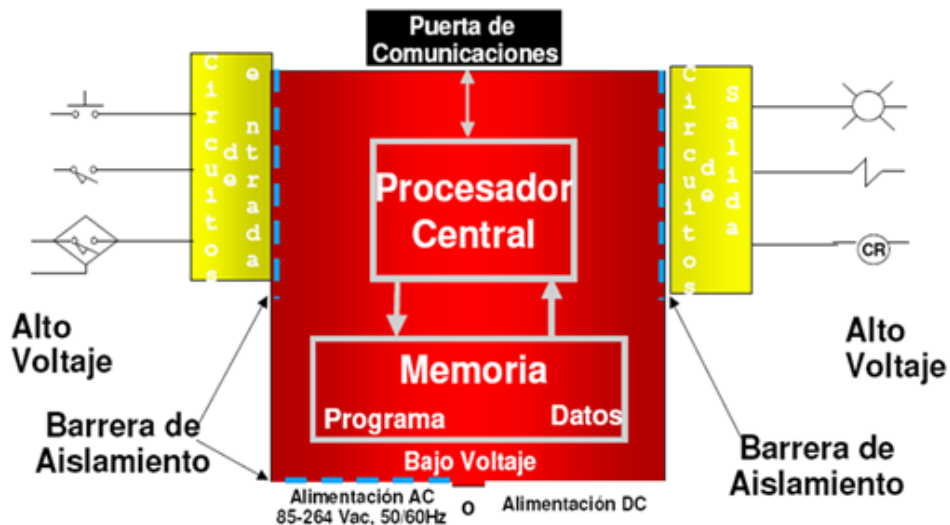 Puerta de
Comunicaciones
Circuitos
de
entrada
Procesador
Central
Memoria
Programa
Datos
Bajo Voltaje
Circuitos
de
Salida
CR
Alto
Voltaje
Alto
Voltaje
Barrera de
Aislamiento
Barrera de
Aislamiento
Alimentación AC
85-264 Vac, 50/60Hz
o
Alimentación DC